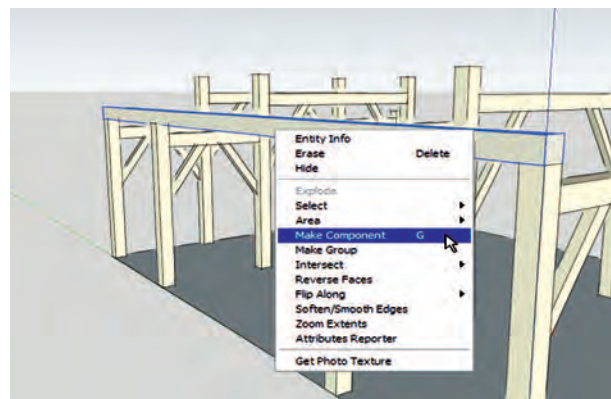 Entity Info
Erase Delete
Hide
Explode
Select
Area
Make Component G
Make Group
Intersect
Reverse Faces
Flip Along
Soften/Smooth Edges
Zoom Extents
Attributes Reporter
Get Photo Texture